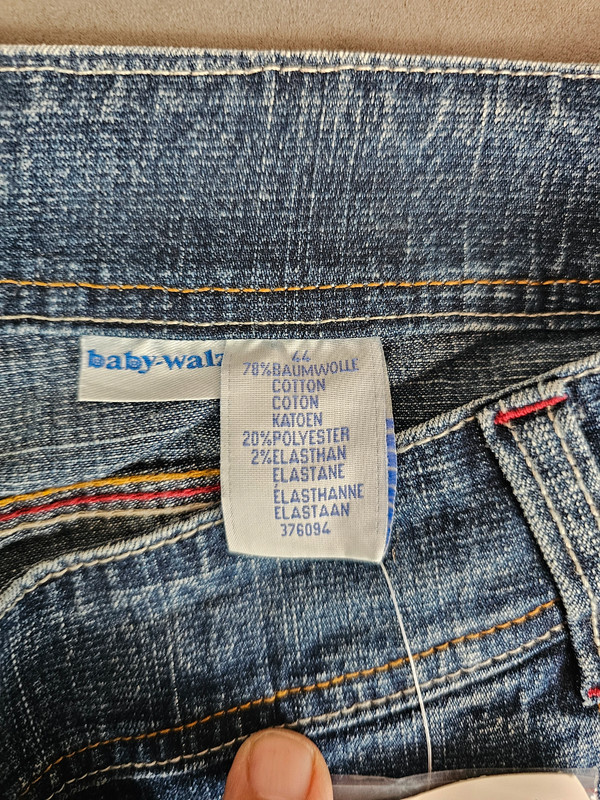 baby-walz
44
78%BAUMWOLLE
COTTON
COTON
KATOEN
20%POLYESTER
2%ELASTHAN
ELASTANE
ÉLASTHANNE
ELASTAAN
376094